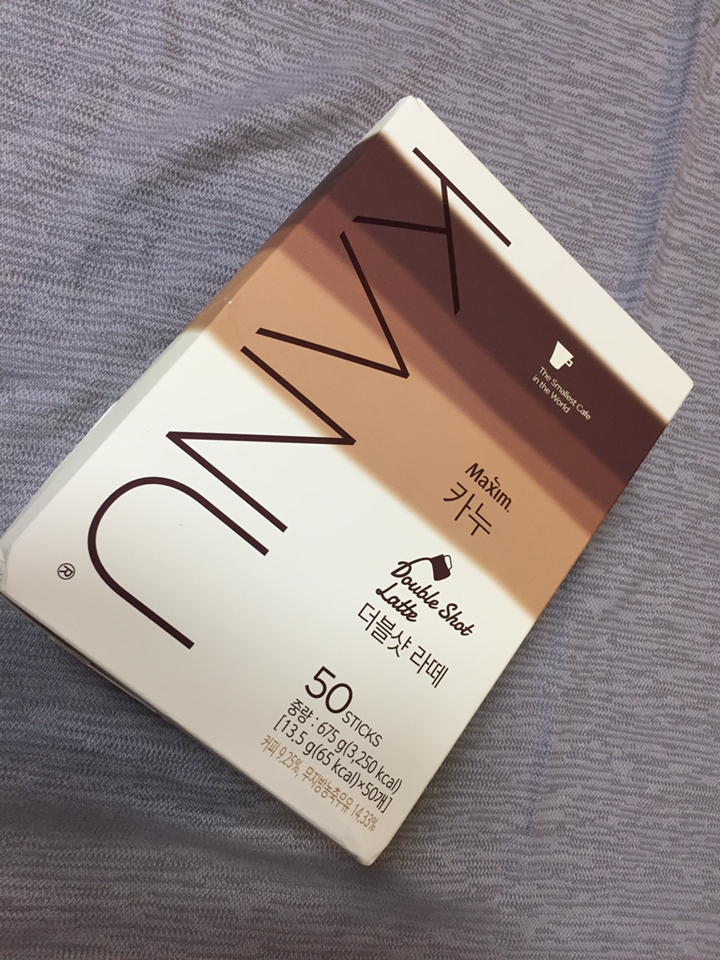 KANU
®
The Smallest Cafe
in the World
Maxim.
카누
Double Shot
Latte
더블샷 라떼
50 STICKS
중량 : 675 g(3,250 kcal)
[13.5 g(65 kcal)×50개]
커피 9.25%, 무지방농축우유 14.33%